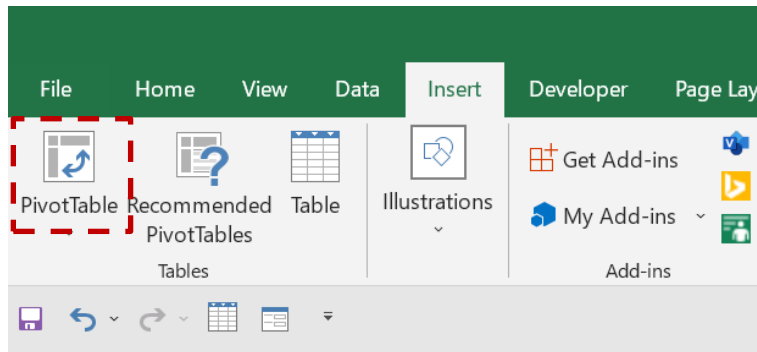 File Home View Data Insert Developer Page Lay
PivotTable Recommended PivotTables Table
Illustrations
Get Add-ins
My Add-ins
Tables
Add-ins